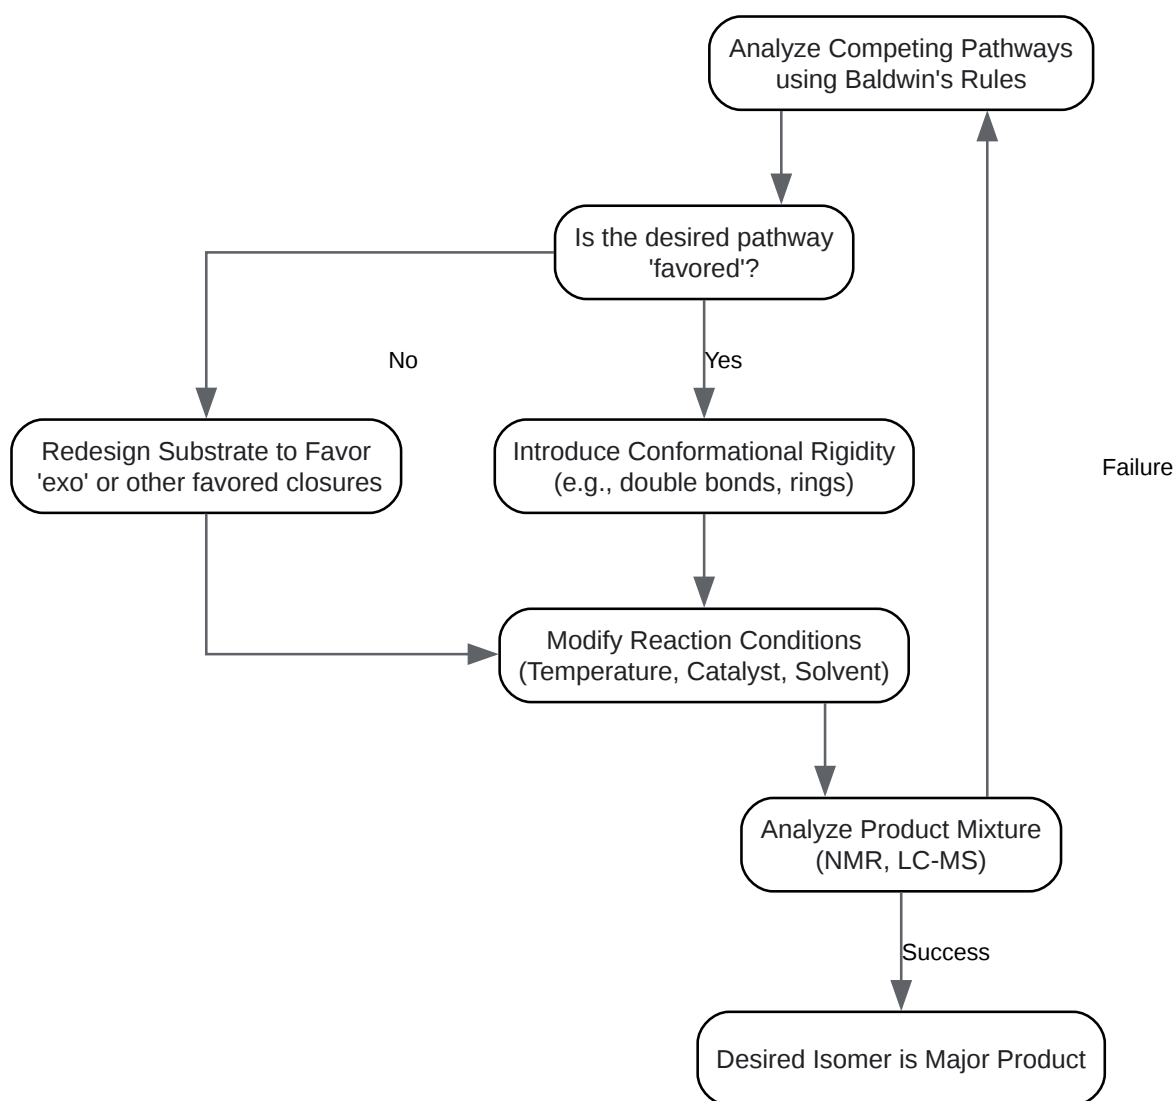 Analyze Competing Pathways
using Baldwin's Rules
Is the desired pathway
'favored'?
No
Yes
Redesign Substrate to Favor
'exo' or other favored closures
Introduce Conformational Rigidity
(e.g., double bonds, rings)
Failure
Modify Reaction Conditions
(Temperature, Catalyst, Solvent)
Analyze Product Mixture
(NMR, LC-MS)
Success
Desired Isomer is Major Product